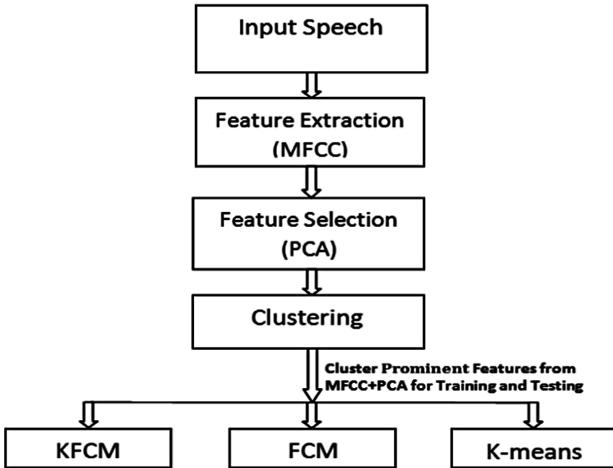 Input Speech
Feature Extraction
(MFCC)
Feature Selection
(PCA)
Clustering
Cluster Prominent Features from
MFCC+PCA for Training and Testing
KFCM
FCM
K-means